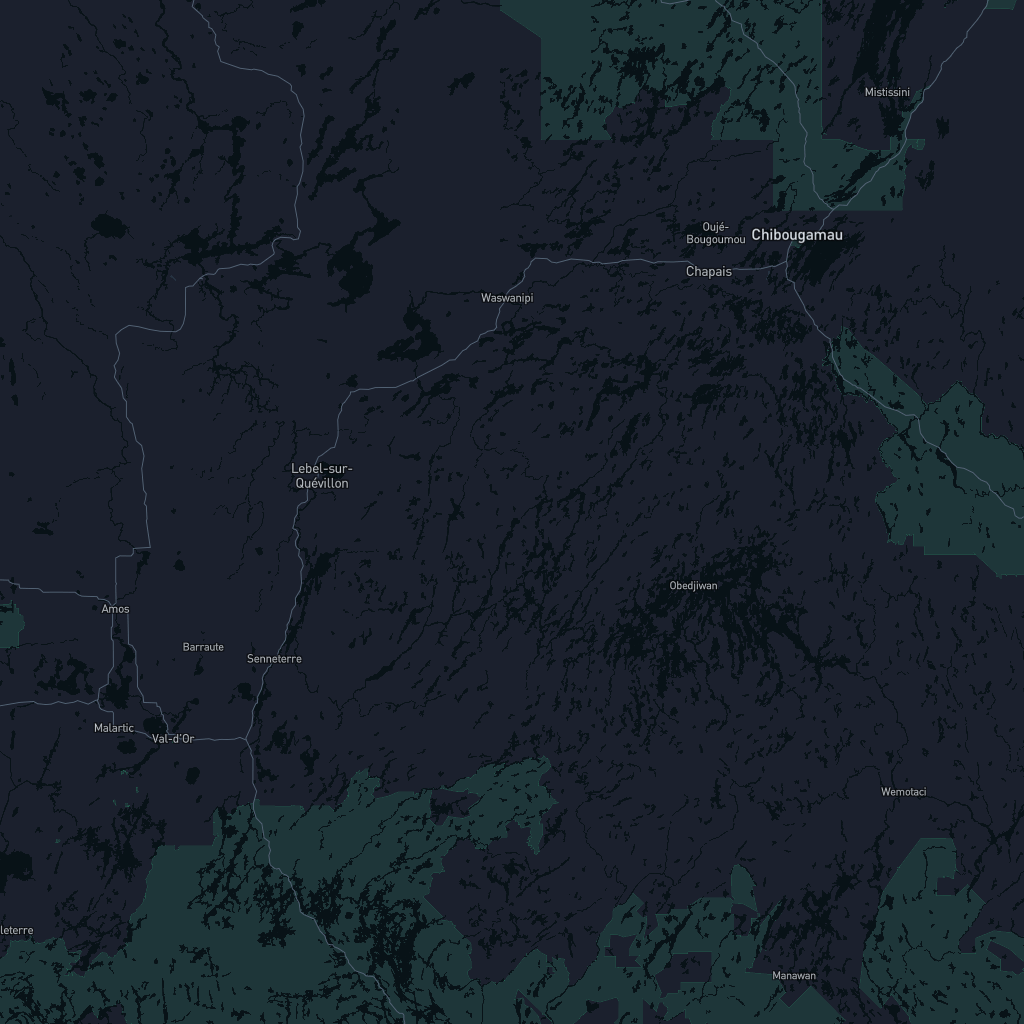 Mistissini
Oujé-
Bougoumou
Chibougamau
Chapais
Waswanipi
Lebel-sur-
Quévillon
Obedjiwan
Amos
Barraute
Senneterre
Malartic
Val-d'Or
Wemotaci
leterre
Manawan